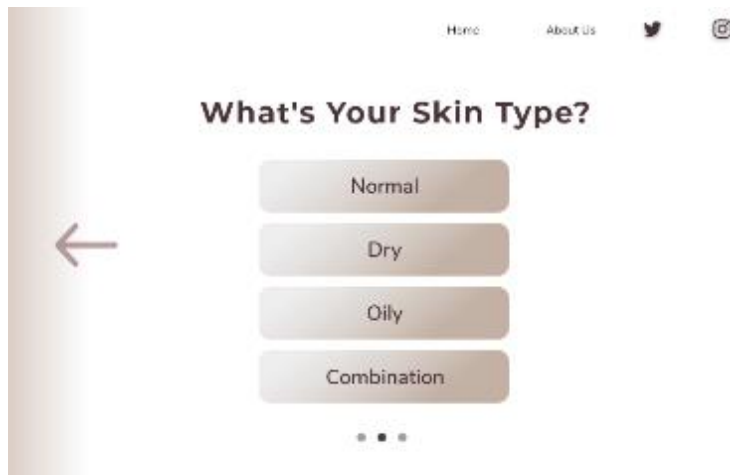 Home About Us
What's Your Skin Type?
Normal
Dry
Oily
Combination